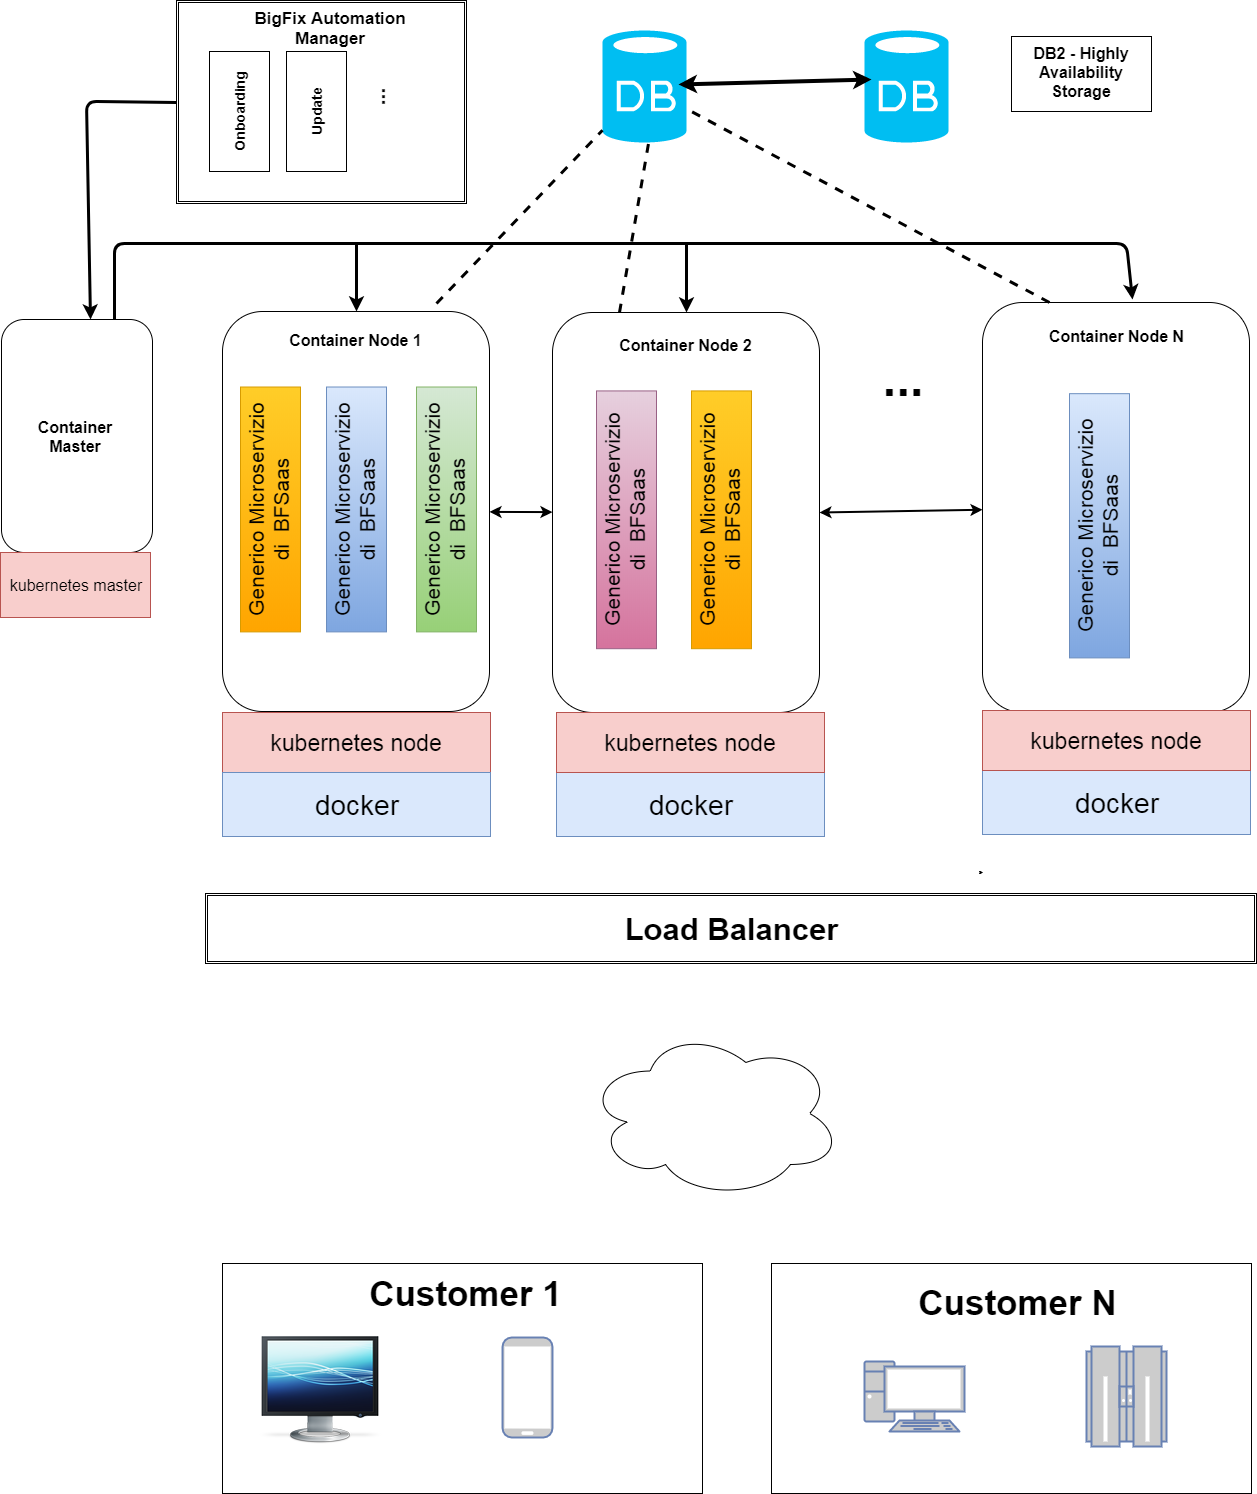 BigFix Automation
Manager
Onboarding
Update
...
DB
DB
DB2 - Highly
Availability
Storage
Container
Master
kubernetes master
Container Node 1
Generico Microservizio
di BFSaas
Generico Microservizio
di BFSaas
Generico Microservizio
di BFSaas
kubernetes node
docker
Container Node 2
Generico Microservizio
di BFSaas
Generico Microservizio
di BFSaas
kubernetes node
docker
...
Container Node N
Generico Microservizio
di BFSaas
kubernetes node
docker
Load Balancer
Customer 1
Customer N